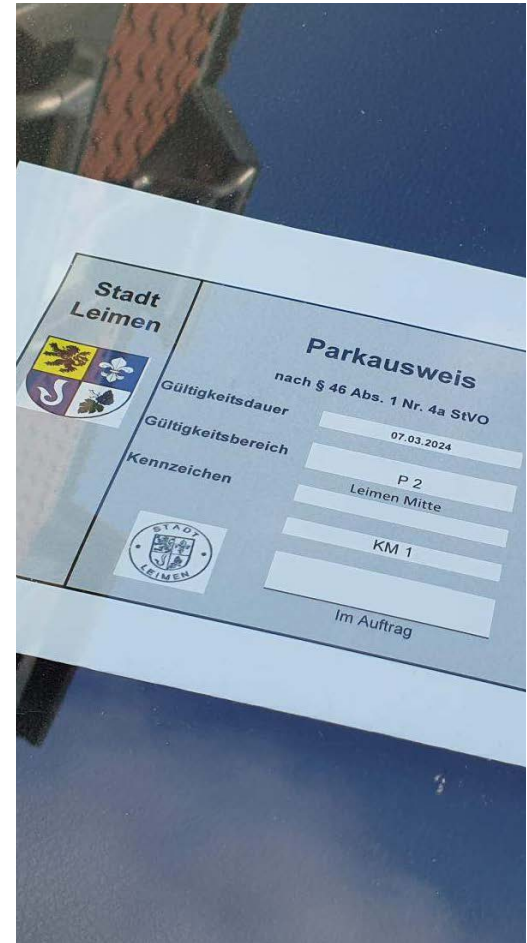 Stadt
Leimen
Parkausweis
nach § 46 Abs. 1 Nr. 4a StVO
Gültigkeitsdauer
07.03.2024
Gültigkeitsbereich
P 2
Leimen Mitte
Kennzeichen
KM 1
STADT
LEIMEN
Im Auftrag